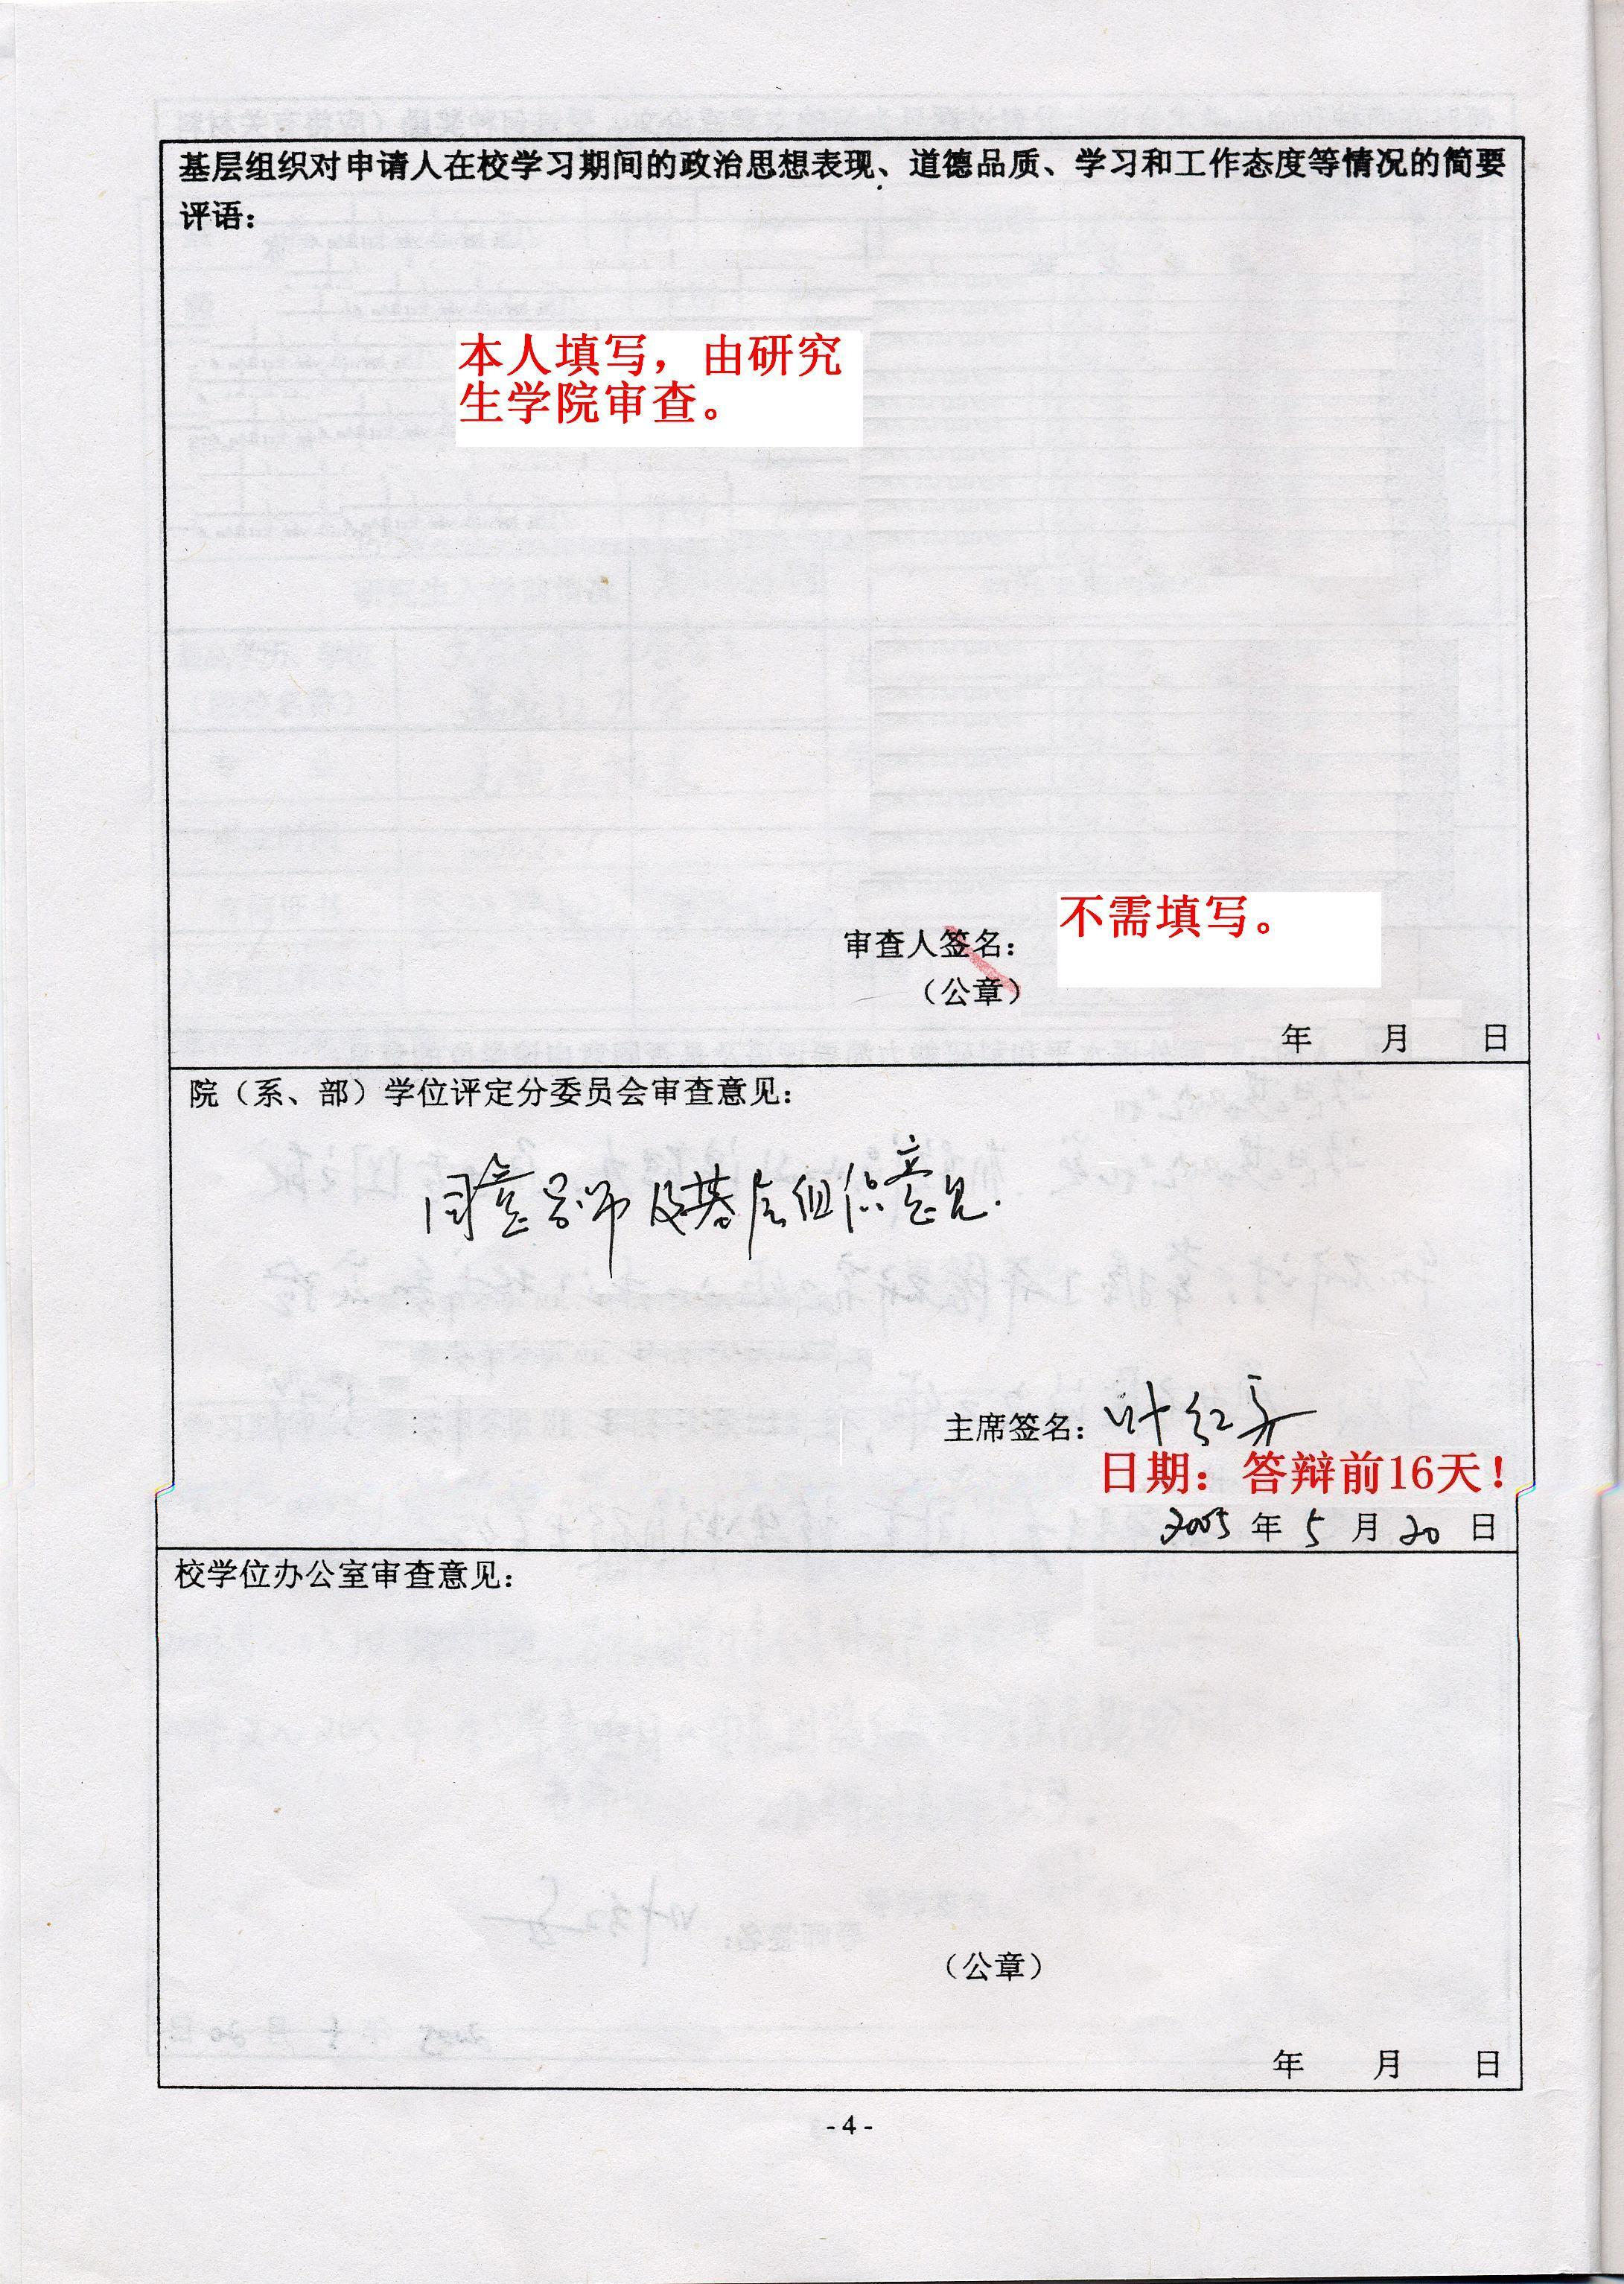 基层组织对申请人在校学习期间的政治思想表现、道德品质、学习和工作态度等情况的简要
评语：
本人填写，由研究
生学院审查。
不需填写。
审查人签名：
（公章）
年 月 日
院（系、部）学位评定分委员会审查意见：
同意导师及基层组织意见.
主席签名：叶红
日期：答辩前16天！
2005 年 5 月 20 日
校学位办公室审查意见：
（公章）
年 月 日
- 4 -